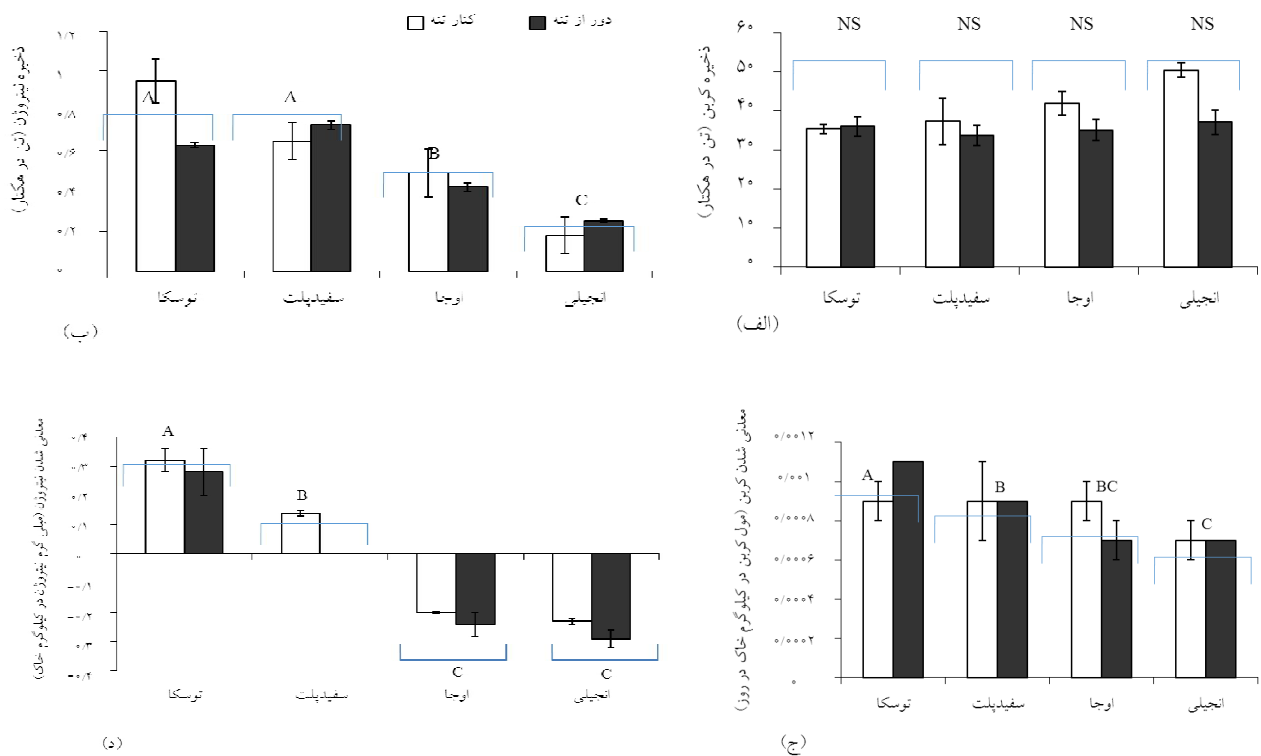 ذخیره کربن (تن در هکتار)
۶۰
۵۰
۴۰
۳۰
۲۰
۱۰
۰
NS NS NS NS
توسکا سفیدپلت اوجا انجیلی
(الف)
کنار تنه دور از تنه
ذخیره نیتروژن (تن در هکتار)
۱/۲
۱
۰/۸
۰/۶
۰/۴
۰/۲
۰
A A B C
توسکا سفیدپلت اوجا انجیلی
(ب)
معدنی شدن کربن (مول کربن در کیلوگرم خاک در روز)
۰/۰۰۱۲
۰/۰۰۱
۰/۰۰۰۸
۰/۰۰۰۶
۰/۰۰۰۴
۰/۰۰۰۲
۰
A B BC C
توسکا سفیدپلت اوجا انجیلی
(ج)
معدنی شدن نیتروژن (میلی گرم نیتروژن در کیلوگرم خاک)
۰/۴
۰/۳
۰/۲
۰/۱
۰
-۰/۱
-۰/۲
-۰/۳
-۰/۴
A B C C
توسکا سفیدپلت اوجا انجیلی
(د)